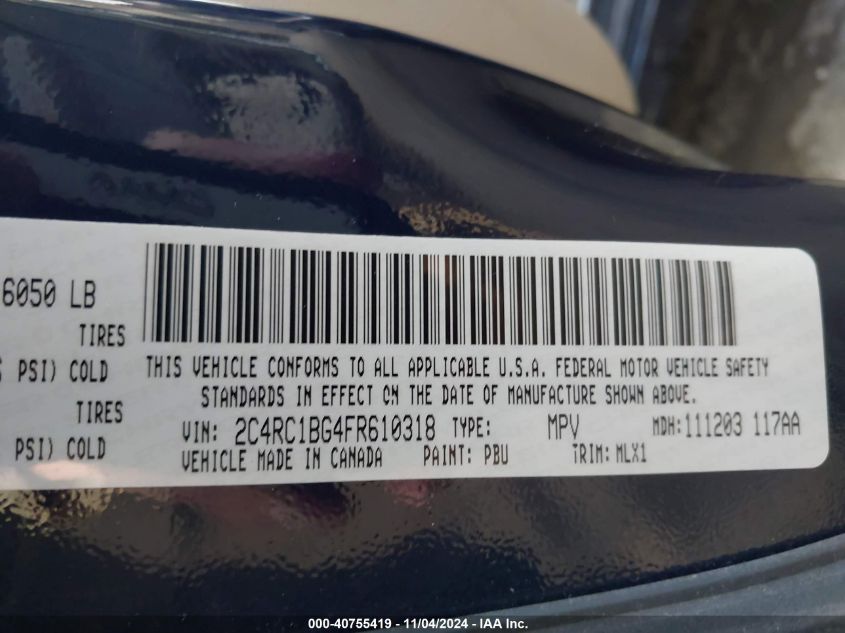 6050 LB
TIRES
PSI) COLD
TIRES
PSI) COLD
THIS VEHICLE CONFORMS TO ALL APPLICABLE U.S.A. FEDERAL MOTOR VEHICLE SAFETY
STANDARDS IN EFFECT ON THE DATE OF MANUFACTURE SHOWN ABOVE.
VIN: 2C4RC1BG4FR610318 TYPE: MPV MDH:111203 117AA
VEHICLE MADE IN CANADA PAINT: PBU TRIM: MLX1
000-40755419 - 11/04/2024 - IAA Inc.